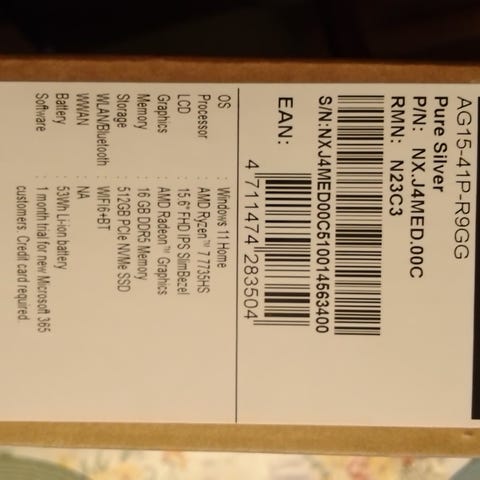 AG15-41P-R9GG
Pure Silver
P/N: NX.J4MED.00C
RMN: N23C3
S/N:NXJ4MED00C510014563400
EAN:
4 711474 283504
OS : Windows 11 Home
Processor : AMD Ryzen™ 7 7735HS
LCD : 15.6" FHD IPS SlimBezel
Graphics : AMD Radeon™ Graphics
Memory : 16 GB DDR5 Memory
Storage : 512GB PCIe NVMe SSD
WLAN/Bluetooth : WIFI6+BT
WWAN : NA
Battery : 53Wh Li-ion battery
Software : 1 month trial for new Microsoft 365
customers. Credit card required.